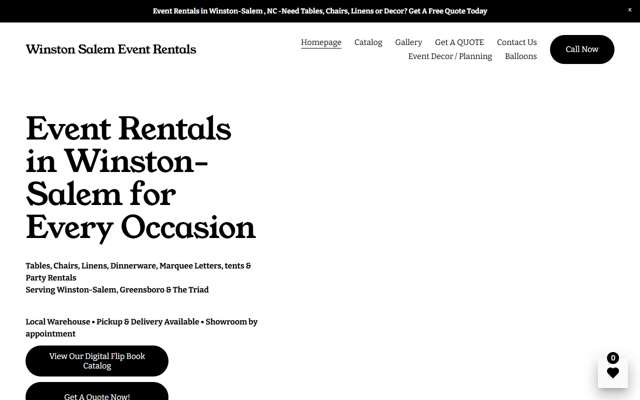 Event Rentals in Winston-Salem , NC -Need Tables, Chairs, Linens or Decor? Get A Free Quote Today
×
Winston Salem Event Rentals
Homepage Catalog Gallery Get A QUOTE Contact Us
Event Decor / Planning Balloons
Call Now
Event Rentals
in Winston-
Salem for
Every Occasion
Tables, Chairs, Linens, Dinnerware, Marquee Letters, tents &
Party Rentals
Serving Winston-Salem, Greensboro & The Triad
Local Warehouse • Pickup & Delivery Available • Showroom by
appointment
View Our Digital Flip Book
Catalog
Get A Quote Now!
0